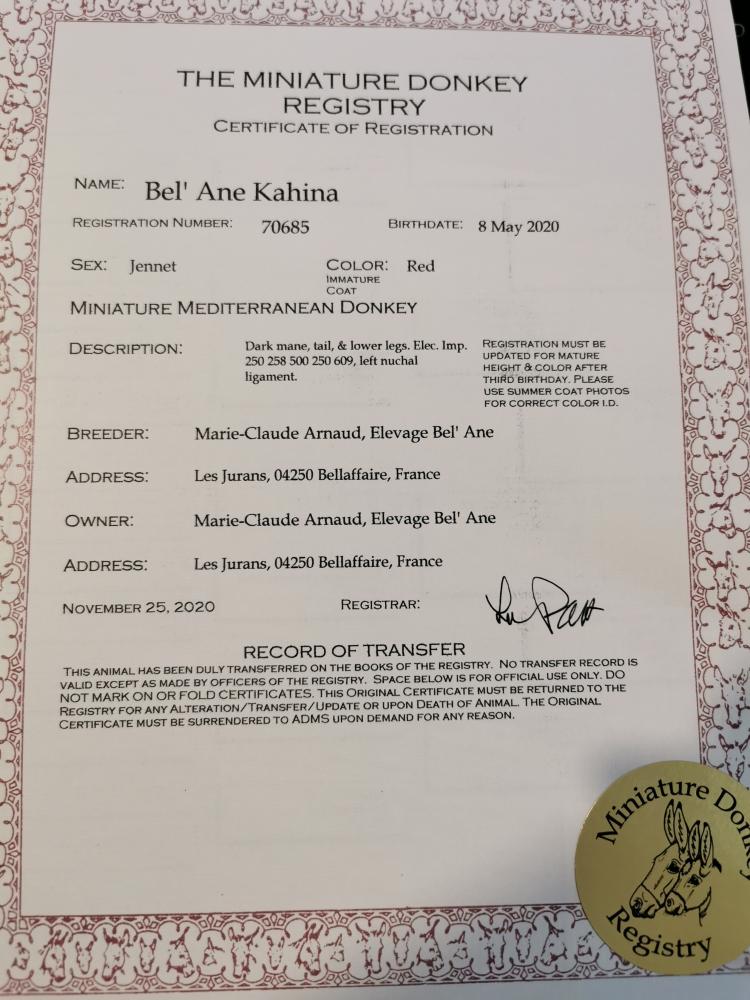 THE MINIATURE DONKEY
REGISTRY
CERTIFICATE OF REGISTRATION
NAME: Bel' Ane Kahina
REGISTRATION NUMBER: 70685 BIRTHDATE: 8 May 2020
SEX: Jennet COLOR: Red
IMMATURE
COAT
MINIATURE MEDITERRANEAN DONKEY
DESCRIPTION: Dark mane, tail, & lower legs. Elec. Imp.
250 258 500 250 609, left nuchal
ligament.
REGISTRATION MUST BE
UPDATED FOR MATURE
HEIGHT & COLOR AFTER
THIRD BIRTHDAY. PLEASE
USE SUMMER COAT PHOTOS
FOR CORRECT COLOR I.D.
BREEDER: Marie-Claude Arnaud, Elevage Bel' Ane
ADDRESS: Les Jurans, 04250 Bellaffaire, France
OWNER: Marie-Claude Arnaud, Elevage Bel' Ane
ADDRESS: Les Jurans, 04250 Bellaffaire, France
NOVEMBER 25, 2020 REGISTRAR:
RECORD OF TRANSFER
THIS ANIMAL HAS BEEN DULY TRANSFERRED ON THE BOOKS OF THE REGISTRY. NO TRANSFER RECORD IS
VALID EXCEPT AS MADE BY OFFICERS OF THE REGISTRY. SPACE BELOW IS FOR OFFICIAL USE ONLY. DO
NOT MARK ON OR FOLD CERTIFICATES. THIS ORIGINAL CERTIFICATE MUST BE RETURNED TO THE
REGISTRY FOR ANY ALTERATION/TRANSFER/UPDATE OR UPON DEATH OF ANIMAL. THE ORIGINAL
CERTIFICATE MUST BE SURRENDERED TO ADMS UPON DEMAND FOR ANY REASON.
Miniature Donkey
Registry